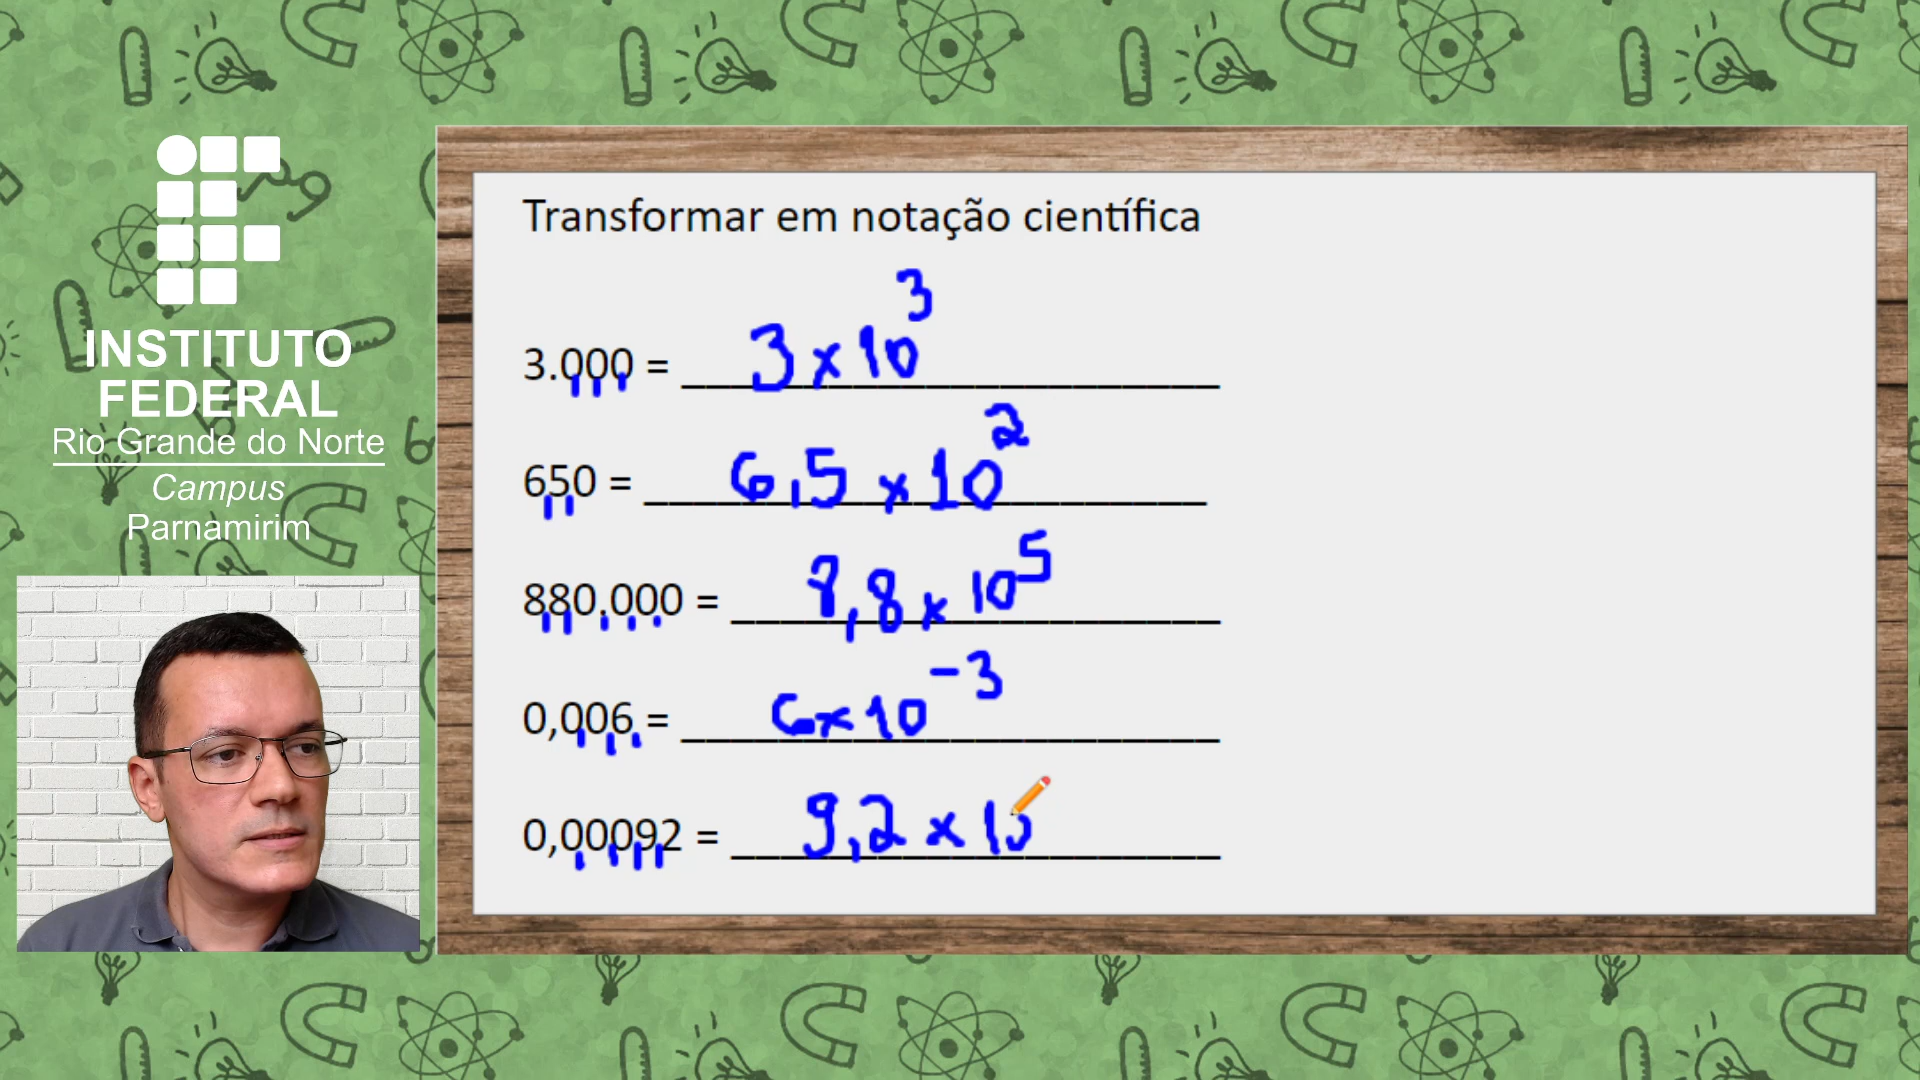 INSTITUTO
FEDERAL
Rio Grande do Norte
Campus
Parnamirim
Transformar em notação científica
3.000 = 3 x 10³
650 = 6,5 x 10²
880.000 = 8,8 x 10⁵
0,006 = 6 x 10⁻³
0,00092 = 9,2 x 10